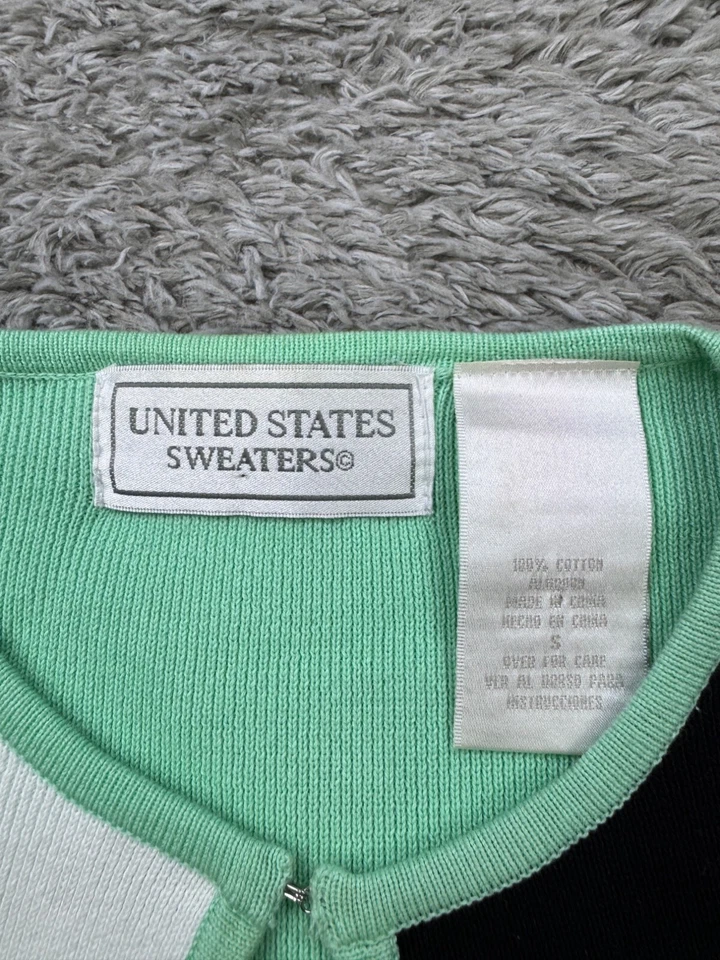 UNITED STATES
SWEATERS©
100% COTTON
ALGODON
MADE IN CHINA
HECHO EN CHINA
S
OVER FOR CARE
VER AL DORSO PARA
INSTRUCCIONES